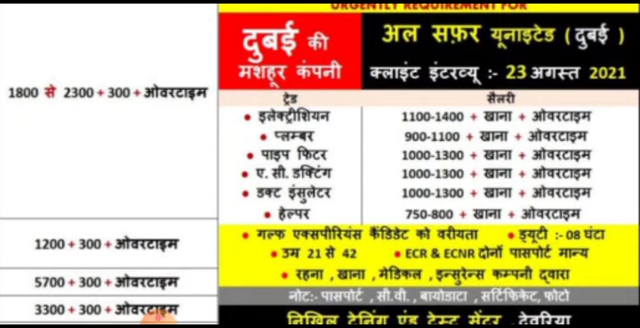 URGENTLY REQUIREMENT FOR
दुबई की
मशहूर कंपनी
अल सफ़र यूनाइटेड ( दुबई )
क्लाइंट इंटरव्यू :- 23 अगस्त 2021
1800 से 2300 + 300 + ओवरटाइम
ट्रेड सैलरी
• इलेक्ट्रीशियन 1100-1400 + खाना + ओवरटाइम
• प्लम्बर 900-1100 + खाना + ओवरटाइम
• पाइप फिटर 1000-1300 + खाना + ओवरटाइम
• ए. सी. डक्टिंग 1000-1300 + खाना + ओवरटाइम
• डक्ट इंसुलेटर 1000-1300 + खाना + ओवरटाइम
• हेल्पर 750-800 + खाना + ओवरटाइम
1200 + 300 + ओवरटाइम
5700 + 300 + ओवरटाइम
3300 + 300 + ओवरटाइम
• गल्फ एक्सपीरियंस कैंडिडेट को वरीयता • ड्यूटी :- 08 घंटा
• उम 21 से 42 • ECR & ECNR दोनों पासपोर्ट मान्य
• रहना , खाना , मेडिकल , इन्सुरेन्स कम्पनी द्वारा
नोट:- पासपोर्ट , सी.वी. , बायोडाटा , सर्टिफिकेट, फोटो
निखिल ट्रेनिंग एंड टेस्ट सेंटर , देवरिया